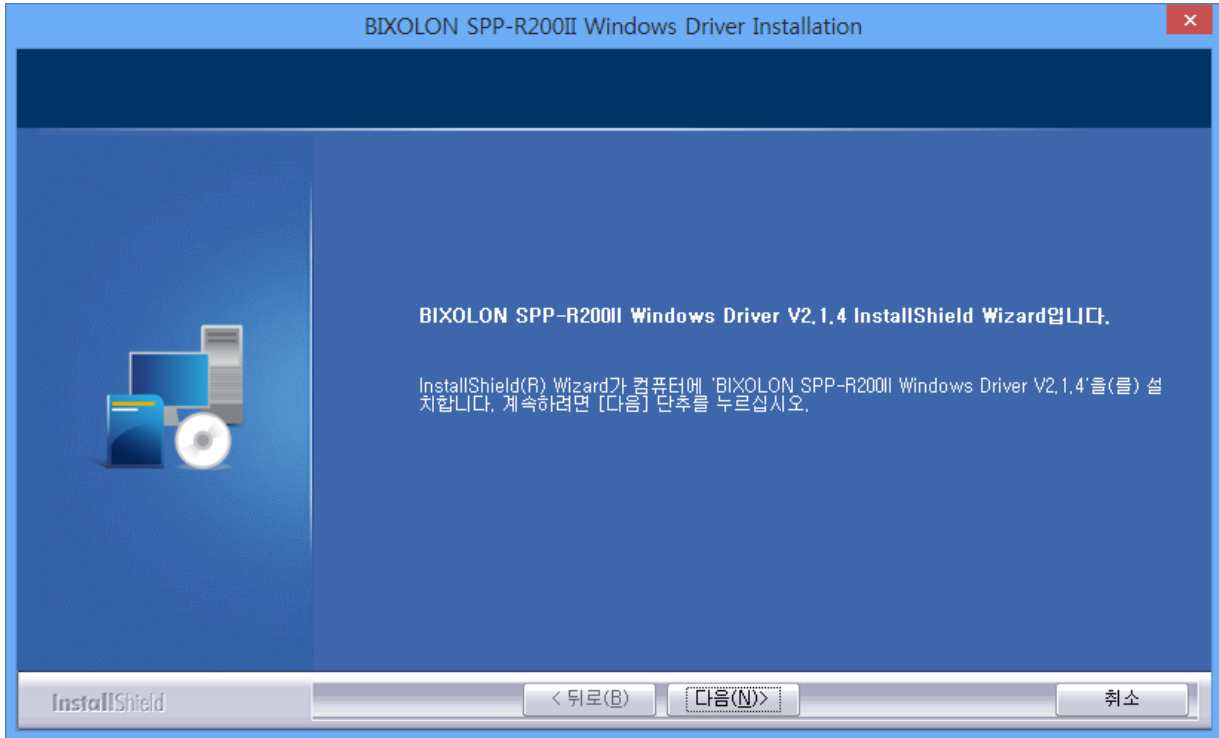 BIXOLON SPP-R200II Windows Driver Installation
BIXOLON SPP-R200II Windows Driver V2.1.4 InstallShield Wizard입니다.
InstallShield(R) Wizard가 컴퓨터에 'BIXOLON SPP-R200II Windows Driver V2.1.4'을(를) 설
치합니다. 계속하려면 [다음] 단추를 누르십시오.
InstallShield
< 뒤로(B)
다음(N)>
취소